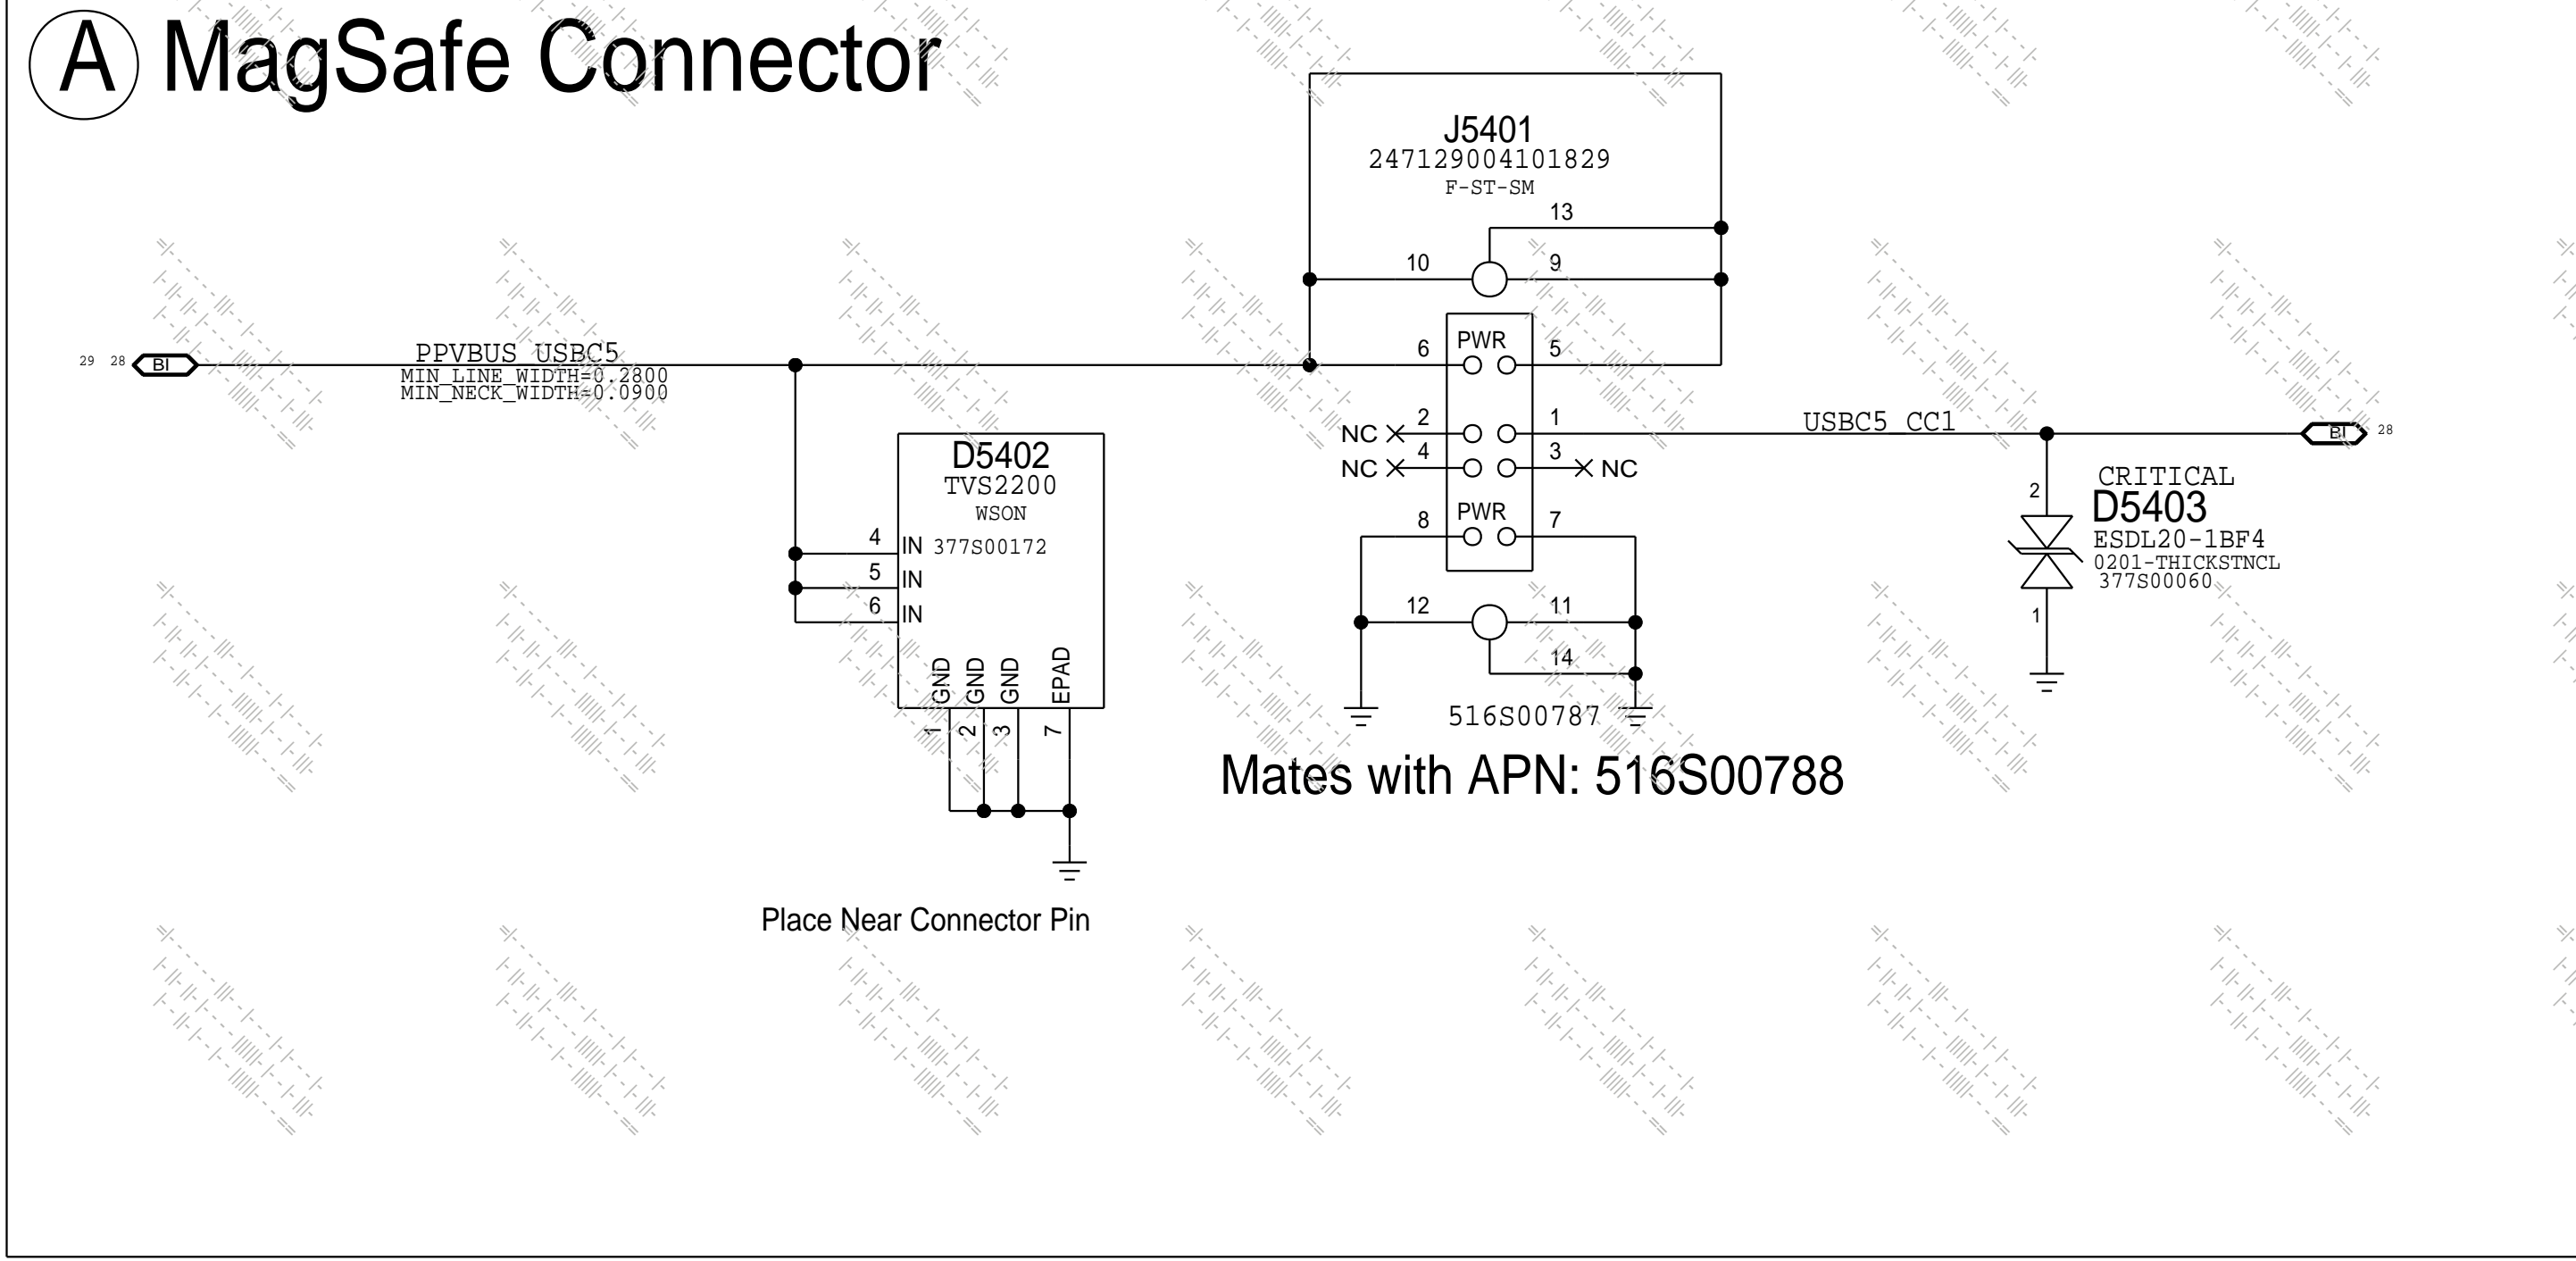 A MagSafe Connector
J5401
247129004101829
F-ST-SM
13
10
9
29 28 BI
PPVBUS_USBC5
MIN_LINE_WIDTH=0.2800
MIN_NECK_WIDTH=0.0900
6
PWR
5
NC
2
1
USBC5_CC1
BI 28
NC
4
3
NC
8
PWR
7
12
11
14
516S00787
Mates with APN: 516S00788
D5402
TVS2200
WSON
377S00172
4 IN
5 IN
6 IN
GND
GND
GND
EPAD
1
2
3
7
Place Near Connector Pin
CRITICAL
D5403
ESDL20-1BF4
0201-THICKSTNCL
377S00060
2
1